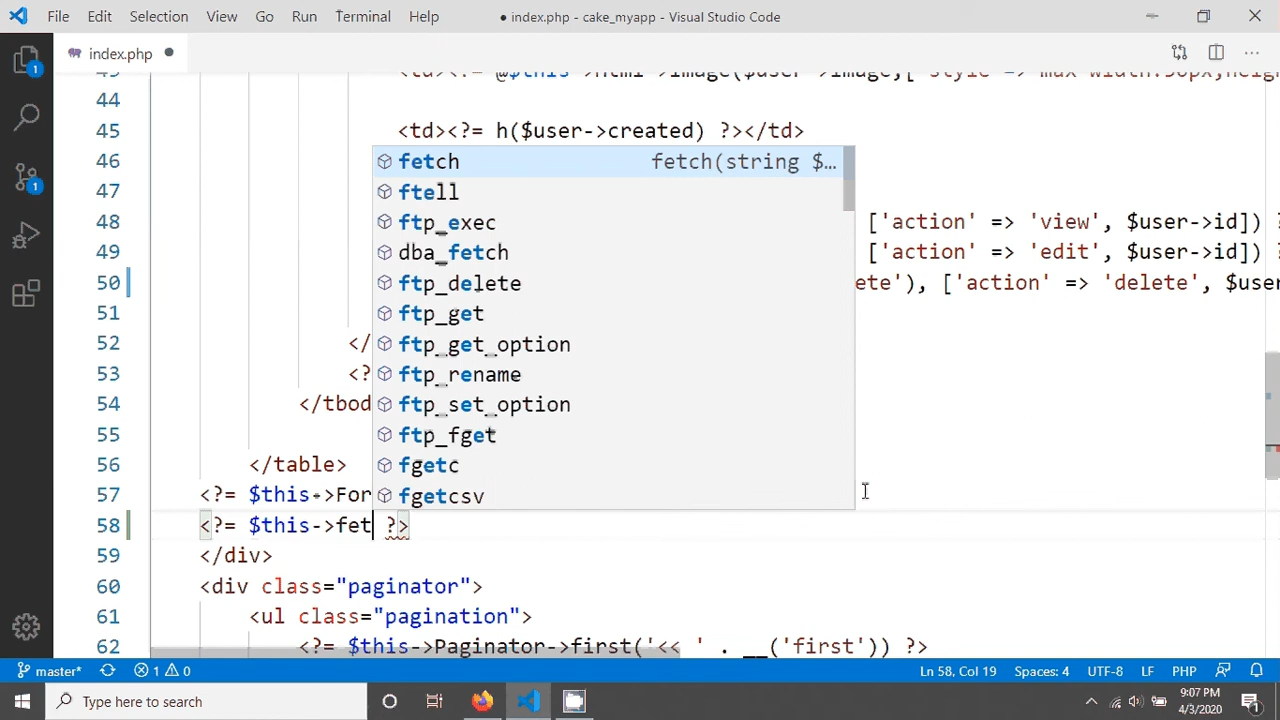 File Edit Selection View Go Run Terminal Help
● index.php - cake_myapp - Visual Studio Code
index.php ●
44
45 <td><?= h($user->created) ?></td>
46 fetch fetch(string $…
47 ftell
48 ftp_exec ['action' => 'view', $user->id])
49 dba_fetch ['action' => 'edit', $user->id])
50 ftp_delete ete'), ['action' => 'delete', $user
51 ftp_get
52 </ ftp_get_option
53 <? ftp_rename
54 </tbod ftp_set_option
55 ftp_fget
56 </table> fgetc
57 <?= $this->For fgetcsv
58 <?= $this->fet ?>
59 </div>
60 <div class="paginator">
61 <ul class="pagination">
62 <?= $this->Paginator->first('<< ' . __('first')) ?>
1
1
master* 1 0 Ln 58, Col 19 Spaces: 4 UTF-8 LF PHP
Type here to search
9:07 PM
4/3/2020
1